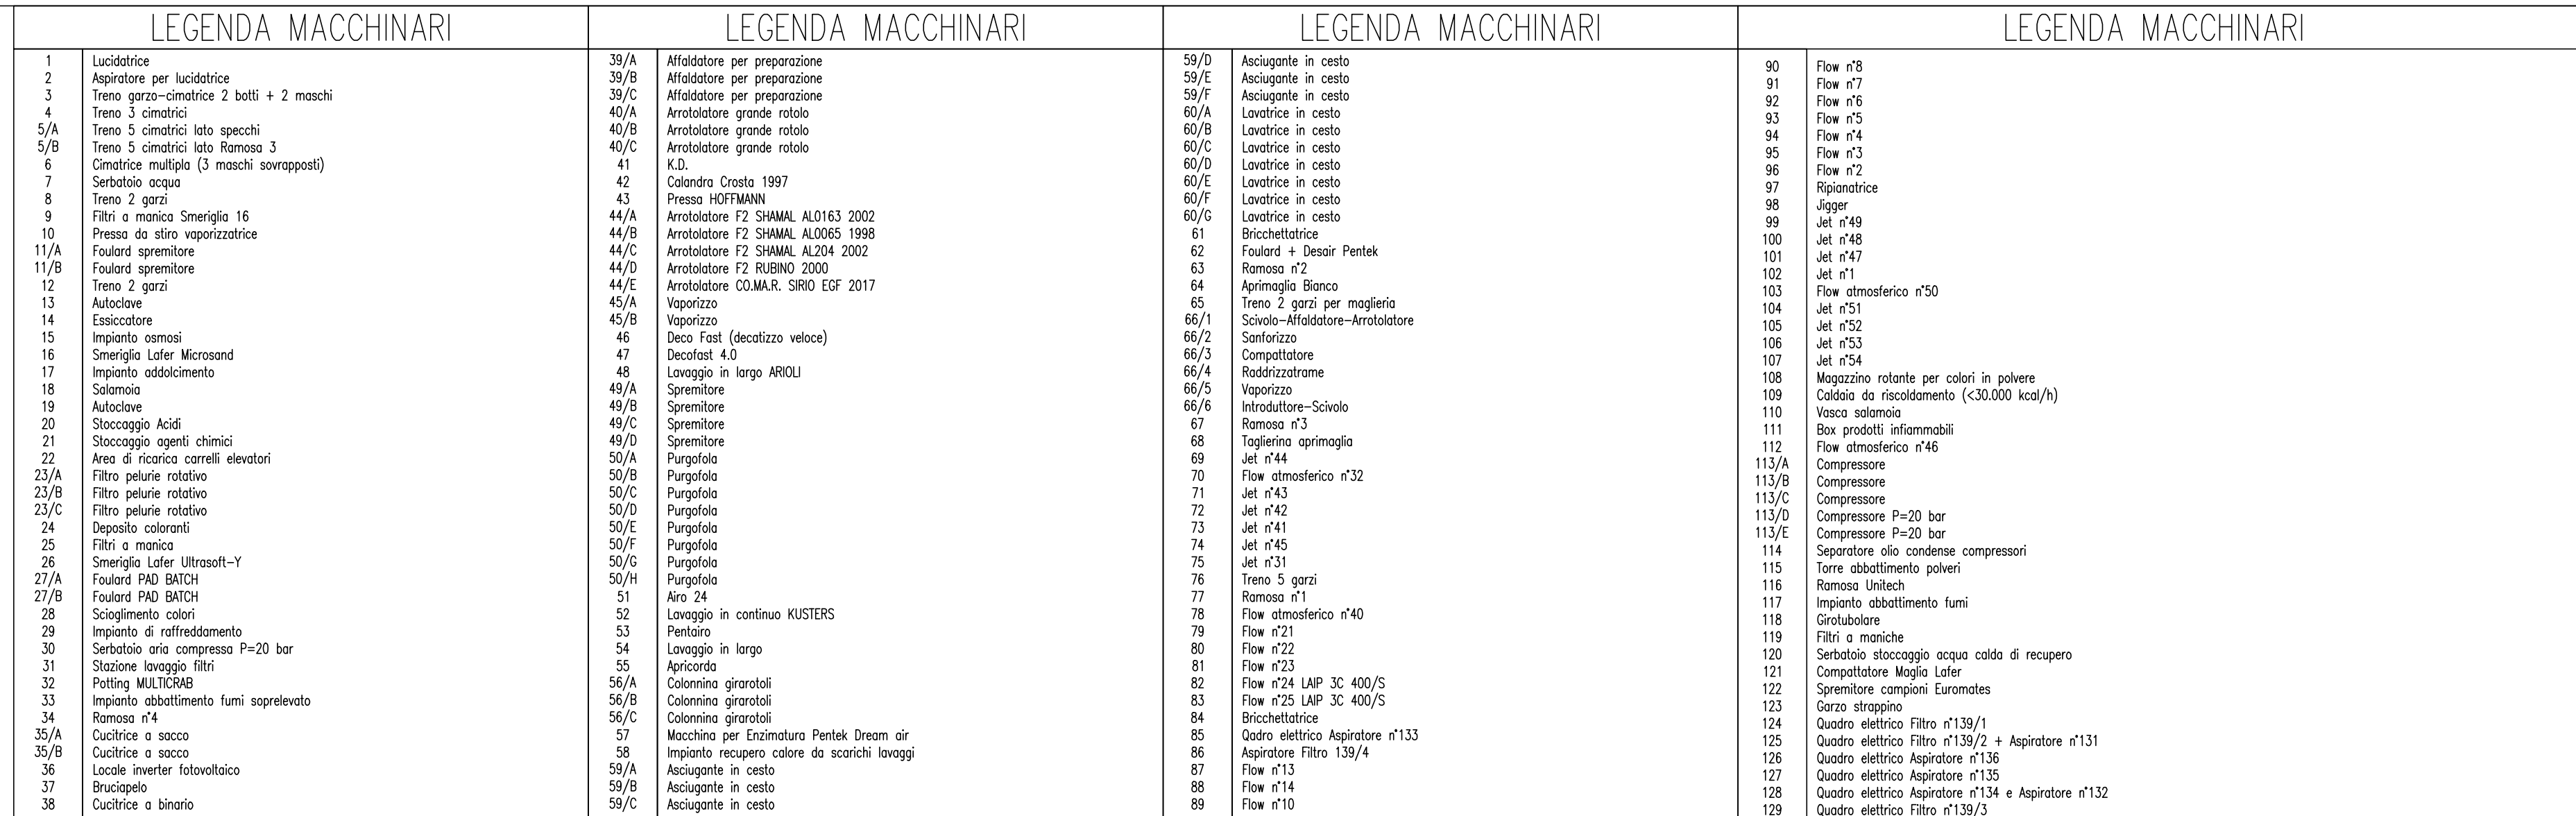 LEGENDA MACCHINARI
1 Lucidatrice
2 Aspiratore per lucidatrice
3 Treno garzo-cimatrice 2 botti + 2 maschi
4 Treno 3 cimatrici
5/A Treno 5 cimatrici lato specchi
5/B Treno 5 cimatrici lato Ramosa 3
6 Cimatrice multipla (3 maschi sovrapposti)
7 Serbatoio acqua
8 Treno 2 garzi
9 Filtri a manica Smeriglia 16
10 Pressa da stiro vaporizzatrice
11/A Foulard spremitore
11/B Foulard spremitore
12 Treno 2 garzi
13 Autoclave
14 Essiccatore
15 Impianto osmosi
16 Smeriglia Lafer Microsand
17 Impianto addolcimento
18 Salamoia
19 Autoclave
20 Stoccaggio Acidi
21 Stoccaggio agenti chimici
22 Area di ricarica carrelli elevatori
23/A Filtro pelurie rotativo
23/B Filtro pelurie rotativo
23/C Filtro pelurie rotativo
24 Deposito coloranti
25 Filtri a manica
26 Smeriglia Lafer Ultrasoft-Y
27/A Foulard PAD BATCH
27/B Foulard PAD BATCH
28 Scioglimento colori
29 Impianto di raffreddamento
30 Serbatoio aria compressa P=20 bar
31 Stazione lavaggio filtri
32 Potting MULTICRAB
33 Impianto abbattimento fumi soprelevato
34 Ramosa n°4
35/A Cucitrice a sacco
35/B Cucitrice a sacco
36 Locale inverter fotovoltaico
37 Bruciapelo
38 Cucitrice a binario
LEGENDA MACCHINARI
39/A Affaldatore per preparazione
39/B Affaldatore per preparazione
39/C Affaldatore per preparazione
40/A Arrotolatore grande rotolo
40/B Arrotolatore grande rotolo
40/C Arrotolatore grande rotolo
41 K.D.
42 Calandra Crosta 1997
43 Pressa HOFFMANN
44/A Arrotolatore F2 SHAMAL AL0163 2002
44/B Arrotolatore F2 SHAMAL AL0065 1998
44/C Arrotolatore F2 SHAMAL AL204 2002
44/D Arrotolatore F2 RUBINO 2000
44/E Arrotolatore CO.MA.R. SIRIO EGF 2017
45/A Vaporizzo
45/B Vaporizzo
46 Deco Fast (decatizzo veloce)
47 Decofast 4.0
48 Lavaggio in largo ARIOLI
49/A Spremitore
49/B Spremitore
49/C Spremitore
49/D Spremitore
50/A Purgofola
50/B Purgofola
50/C Purgofola
50/D Purgofola
50/E Purgofola
50/F Purgofola
50/G Purgofola
50/H Purgofola
51 Airo 24
52 Lavaggio in continuo KUSTERS
53 Pentairo
54 Lavaggio in largo
55 Apricorda
56/A Colonnina girarotoli
56/B Colonnina girarotoli
56/C Colonnina girarotoli
57 Macchina per Enzimatura Pentek Dream air
58 Impianto recupero calore da scarichi lavaggi
59/A Asciugante in cesto
59/B Asciugante in cesto
59/C Asciugante in cesto
LEGENDA MACCHINARI
59/D Asciugante in cesto
59/E Asciugante in cesto
59/F Asciugante in cesto
60/A Lavatrice in cesto
60/B Lavatrice in cesto
60/C Lavatrice in cesto
60/D Lavatrice in cesto
60/E Lavatrice in cesto
60/F Lavatrice in cesto
60/G Lavatrice in cesto
61 Bricchettatrice
62 Foulard + Desair Pentek
63 Ramosa n°2
64 Aprimaglia Bianco
65 Treno 2 garzi per maglieria
66/1 Scivolo-Affaldatore-Arrotolatore
66/2 Sanforizzo
66/3 Compattatore
66/4 Raddrizzatrame
66/5 Vaporizzo
66/6 Introduttore-Scivolo
67 Ramosa n°3
68 Taglierina aprimaglia
69 Jet n°44
70 Flow atmosferico n°32
71 Jet n°43
72 Jet n°42
73 Jet n°41
74 Jet n°45
75 Jet n°31
76 Treno 5 garzi
77 Ramosa n°1
78 Flow atmosferico n°40
79 Flow n°21
80 Flow n°22
81 Flow n°23
82 Flow n°24 LAIP 3C 400/S
83 Flow n°25 LAIP 3C 400/S
84 Bricchettatrice
85 Qadro elettrico Aspiratore n°133
86 Aspiratore Filtro 139/4
87 Flow n°13
88 Flow n°14
89 Flow n°10
LEGENDA MACCHINARI
90 Flow n°8
91 Flow n°7
92 Flow n°6
93 Flow n°5
94 Flow n°4
95 Flow n°3
96 Flow n°2
97 Ripianatrice
98 Jigger
99 Jet n°49
100 Jet n°48
101 Jet n°47
102 Jet n°1
103 Flow atmosferico n°50
104 Jet n°51
105 Jet n°52
106 Jet n°53
107 Jet n°54
108 Magazzino rotante per colori in polvere
109 Caldaia da riscoldamento (<30.000 kcal/h)
110 Vasca salamoia
111 Box prodotti infiammabili
112 Flow atmosferico n°46
113/A Compressore
113/B Compressore
113/C Compressore
113/D Compressore P=20 bar
113/E Compressore P=20 bar
114 Separatore olio condense compressori
115 Torre abbattimento polveri
116 Ramosa Unitech
117 Impianto abbattimento fumi
118 Girotubolare
119 Filtri a maniche
120 Serbatoio stoccaggio acqua calda di recupero
121 Compattatore Maglia Lafer
122 Spremitore campioni Euromates
123 Garzo strappino
124 Quadro elettrico Filtro n°139/1
125 Quadro elettrico Filtro n°139/2 + Aspiratore n°131
126 Quadro elettrico Aspiratore n°136
127 Quadro elettrico Aspiratore n°135
128 Quadro elettrico Aspiratore n°134 e Aspiratore n°132
129 Quadro elettrico Filtro n°139/3